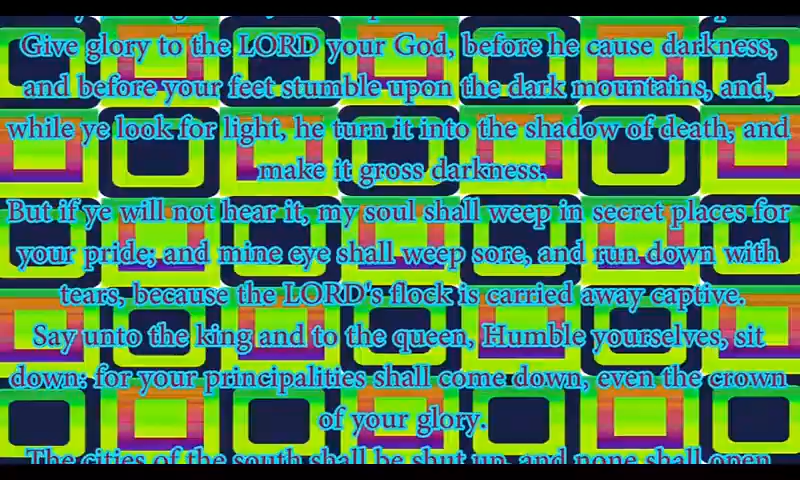 Give glory to the LORD your God, before he cause darkness,
and before your feet stumble upon the dark mountains, and,
while ye look for light, he turn it into the shadow of death, and
make it gross darkness.
But if ye will not hear it, my soul shall weep in secret places for
your pride; and mine eye shall weep sore, and run down with
tears, because the LORD's flock is carried away captive.
Say unto the king and to the queen, Humble yourselves, sit
down: for your principalities shall come down, even the crown
of your glory.
The cities of the south shall be shut up, and none shall open